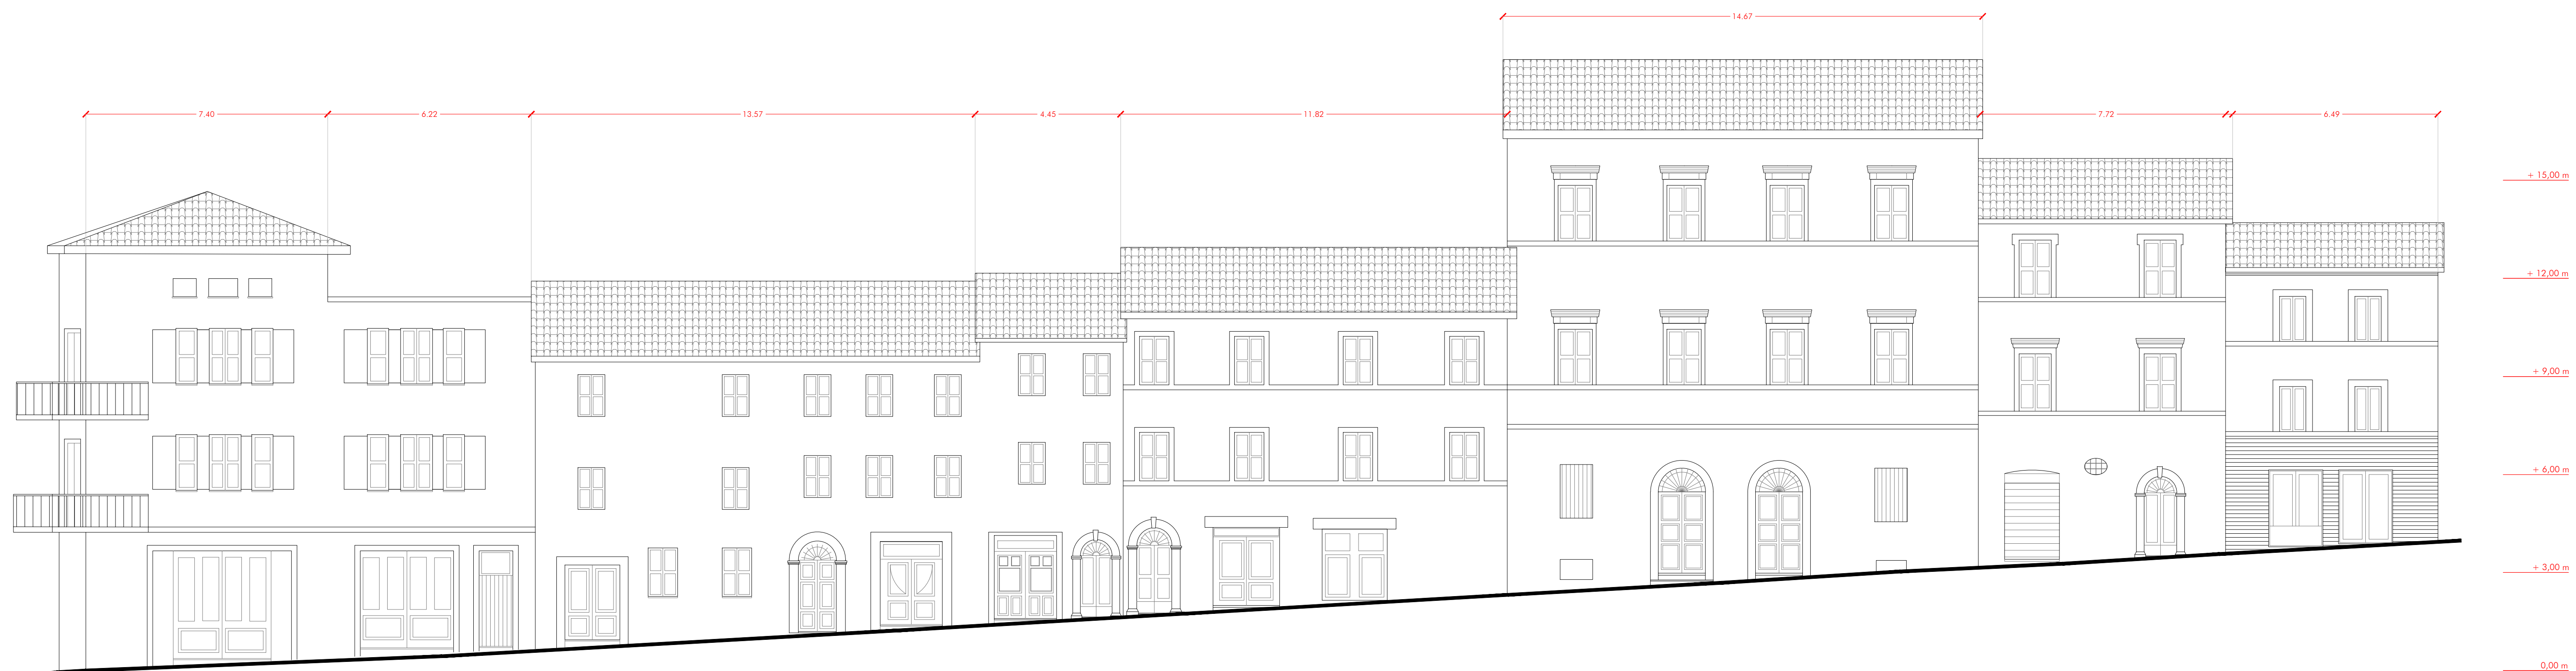 14.67
7.40
6.22
13.57
4.45
11.82
7.72
6.49
+ 15,00 m
+ 12,00 m
+ 9,00 m
+ 6,00 m
+ 3,00 m
0,00 m